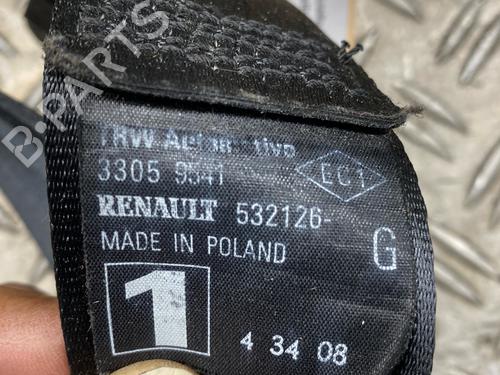 TRW Automotive
3305 9541
EC1
RENAULT 532126-
G
MADE IN POLAND
1
4 34 08
B-PARTS